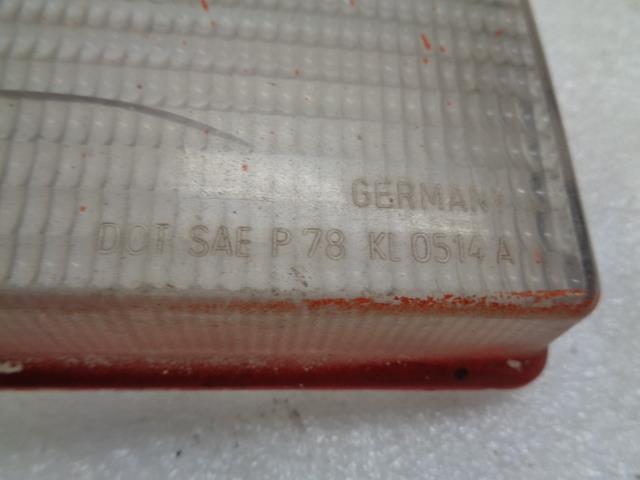 GERMANY
DOT SAE P 78 KL 0514 A